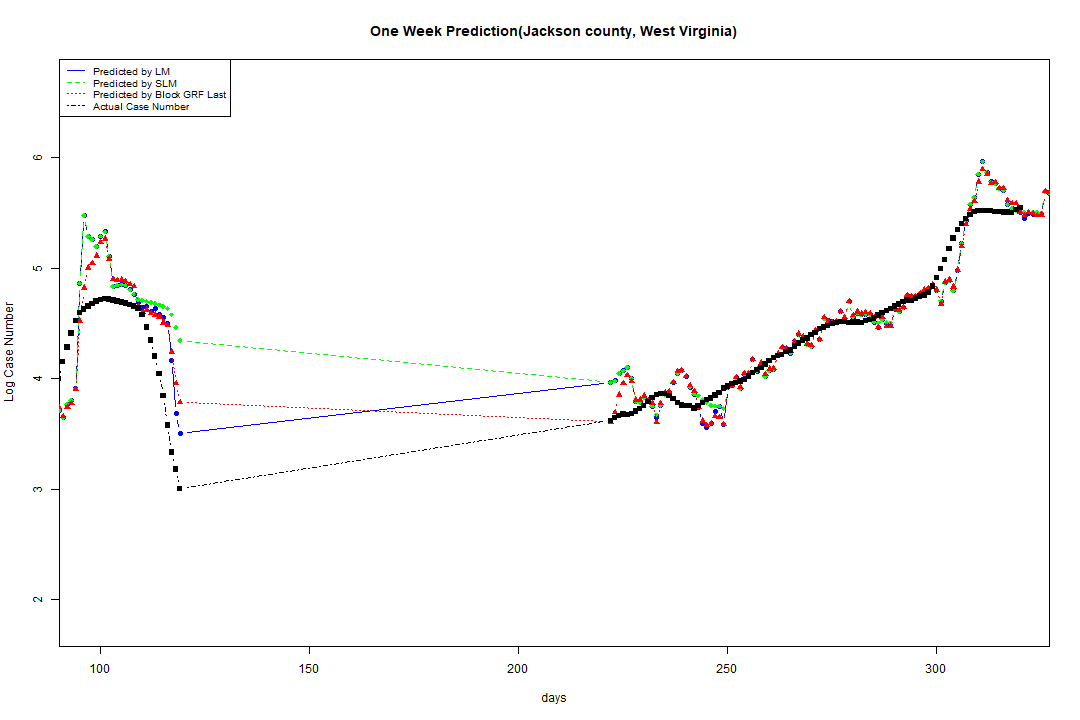 One Week Prediction(Jackson county, West Virginia)
Predicted by LM
Predicted by SLM
Predicted by Block GRF Last
Actual Case Number
6
5
4
3
2
Log Case Number
100 150 200 250 300
days